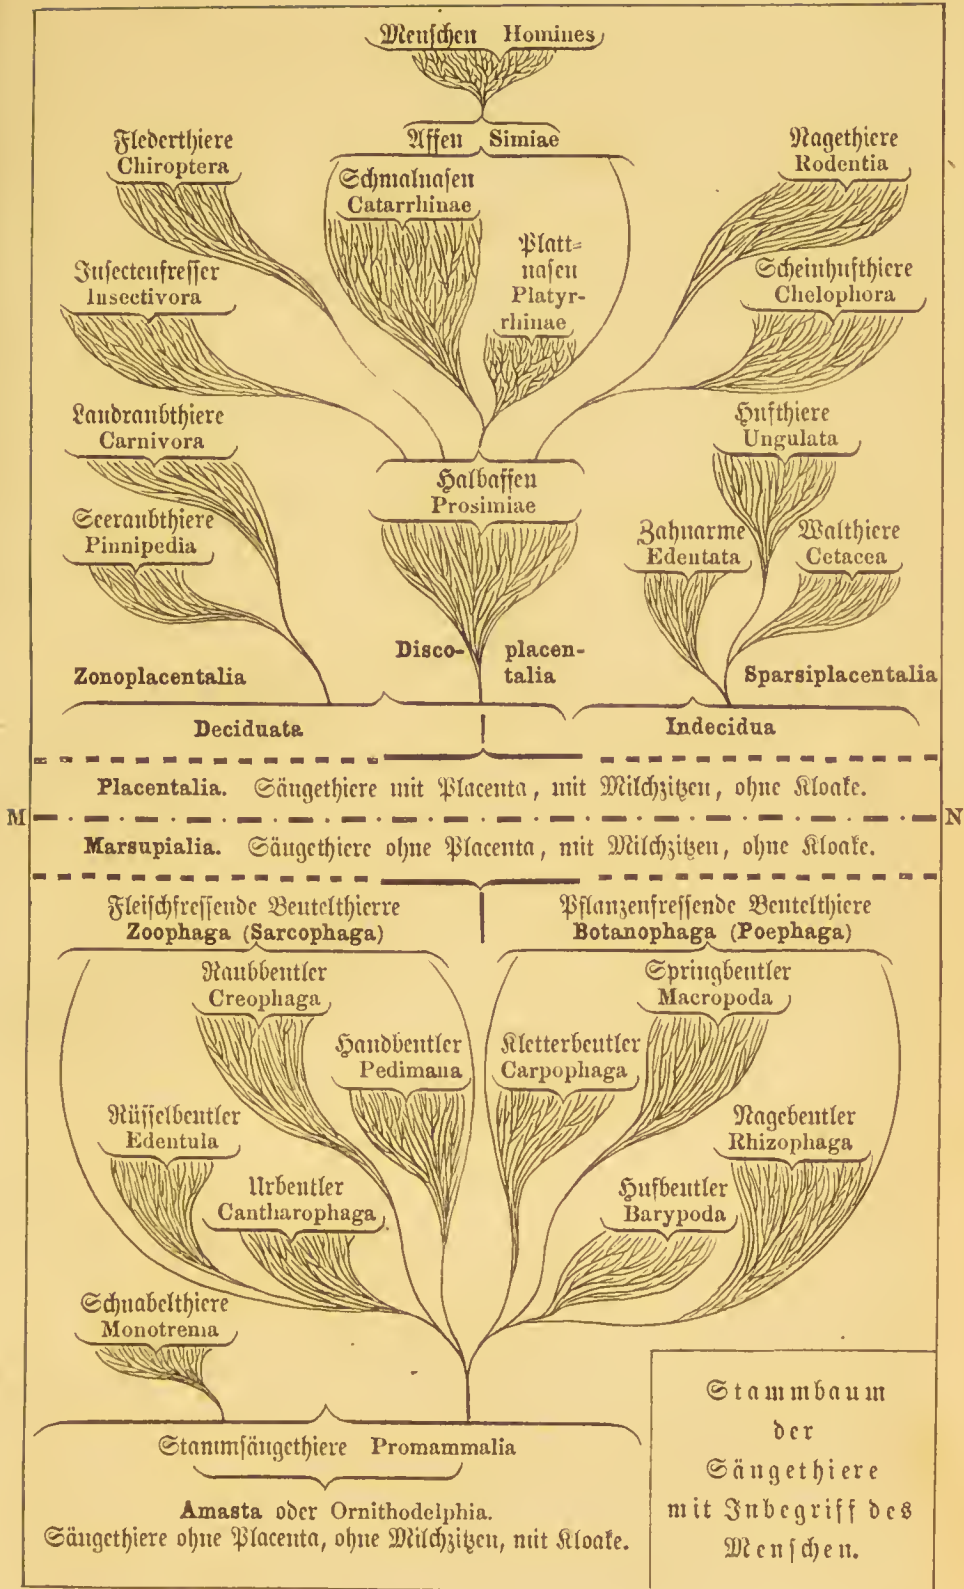 Menschen Homines
Affen Simiae
Flederthiere
Chiroptera
Schmalnasen
Catarrhinae
Platt-
nasen
Platyr-
rhinae
Nagethiere
Rodentia
Insectenfresser
Insectivora
Scheinhufthiere
Chelophora
Landraubthiere
Carnivora
Hufthiere
Ungulata
Halbaffen
Prosimiae
Seeraubthiere
Pinnipedia
Zahnarme
Edentata
Walthiere
Cetacea
Zonoplacentalia
Disco- placen-
talia
Sparsiplacentalia
Deciduata
Indecidua
Placentalia. Säugethiere mit Placenta, mit Milchzitzen, ohne Kloake.
M N
Marsupialia. Säugethiere ohne Placenta, mit Milchzitzen, ohne Kloake.
Fleischfressende Beutelthierre
Zoophaga (Sarcophaga)
Pflanzenfressende Beutelthiere
Botanophaga (Poephaga)
Raubbeutler
Creophaga
Springbeutler
Macropoda
Handbeutler
Pedimana
Kletterbeutler
Carpophaga
Rüsselbeutler
Edentula
Nagebeutler
Rhizophaga
Urbeutler
Cantharophaga
Hufbeutler
Barypoda
Schnabelthiere
Monotrema
Stammsäugethiere Promammalia
Amasta oder Ornithodelphia.
Säugethiere ohne Placenta, ohne Milchzitzen, mit Kloake.
Stammbaum
der
Säugethiere
mit Inbegriff des
Menschen.